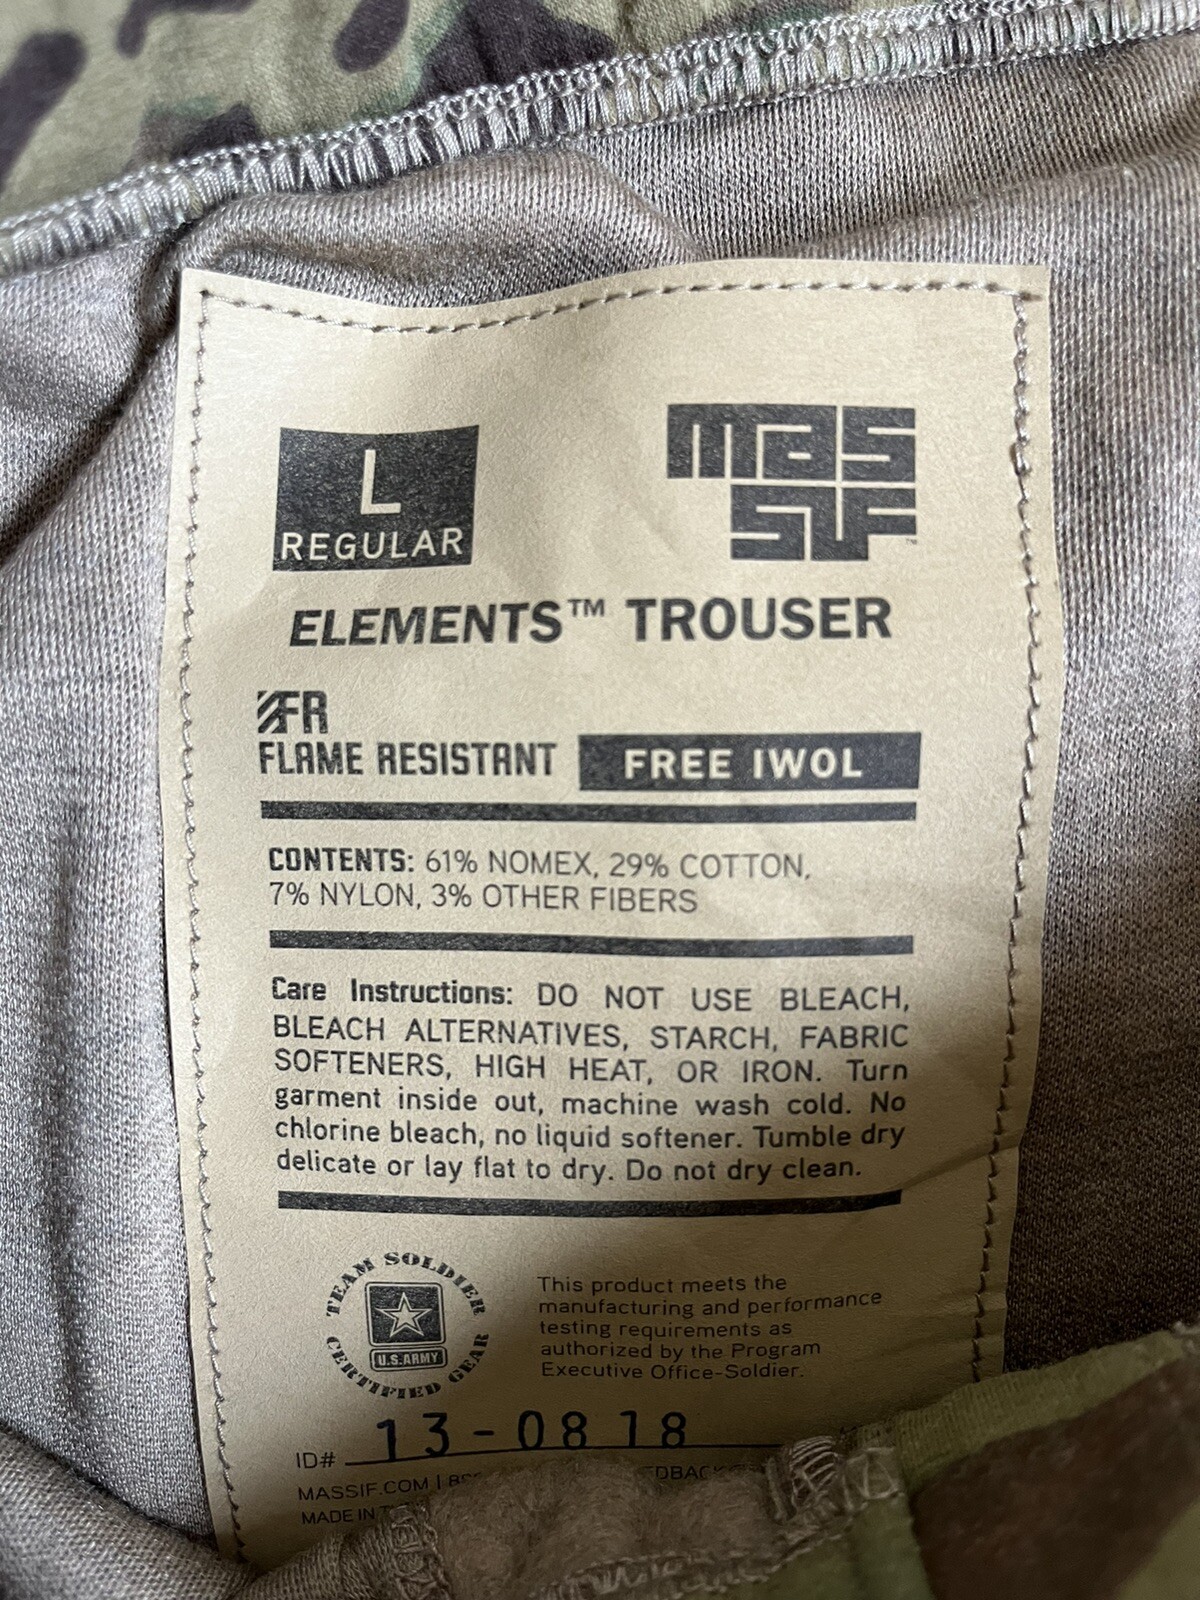 L
REGULAR
massif
ELEMENTS™ TROUSER
FR
FLAME RESISTANT FREE IWOL
CONTENTS: 61% NOMEX, 29% COTTON,
7% NYLON, 3% OTHER FIBERS
Care Instructions: DO NOT USE BLEACH,
BLEACH ALTERNATIVES, STARCH, FABRIC
SOFTENERS, HIGH HEAT, OR IRON. Turn
garment inside out, machine wash cold. No
chlorine bleach, no liquid softener. Tumble dry
delicate or lay flat to dry. Do not dry clean.
TEAM SOLDIER
U.S.ARMY
CERTIFIED GEAR
This product meets the
manufacturing and performance
testing requirements as
authorized by the Program
Executive Office-Soldier.
ID# 13-0818
MASSIF.COM |
MADE IN